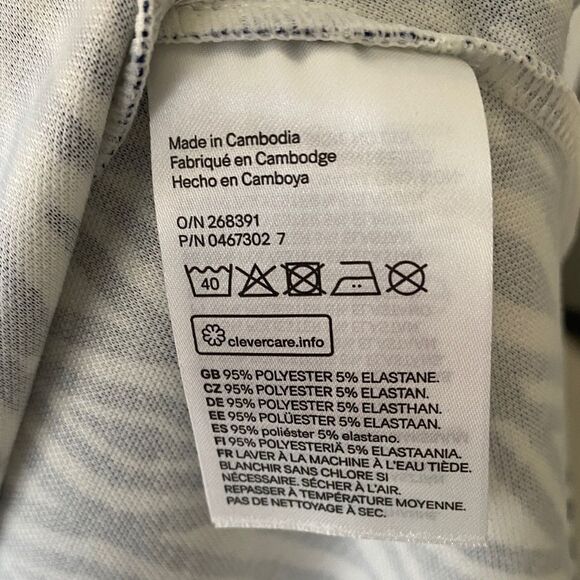 Made in Cambodia
Fabriqué en Cambodge
Hecho en Camboya
O/N 268391
P/N 0467302 7
40
clevercare.info
GB 95% POLYESTER 5% ELASTANE.
CZ 95% POLYESTER 5% ELASTAN.
DE 95% POLYESTER 5% ELASTHAN.
EE 95% POLÜESTER 5% ELASTAAN.
ES 95% poliéster 5% elastano.
FI 95% POLYESTERIÄ 5% ELASTAANIA.
FR LAVER À LA MACHINE À L'EAU TIÈDE.
BLANCHIR SANS CHLORE SI
NÉCESSAIRE. SÉCHER À L'AIR.
REPASSER À TEMPÉRATURE MOYENNE.
PAS DE NETTOYAGE À SEC.